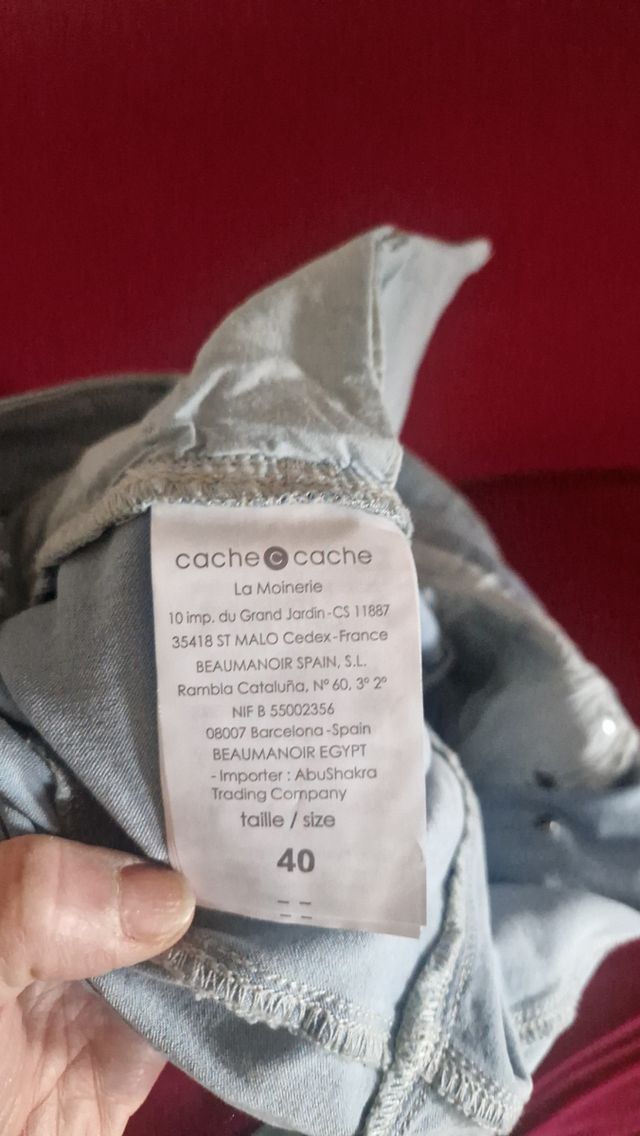 cache c cache
La Moinerie
10 imp. du Grand Jardin-CS 11887
35418 ST MALO Cedex-France
BEAUMANOIR SPAIN, S.L.
Rambla Cataluña, Nº 60, 3º 2º
NIF B 55002356
08007 Barcelona-Spain
BEAUMANOIR EGYPT
- Importer : AbuShakra
Trading Company
taille / size
40